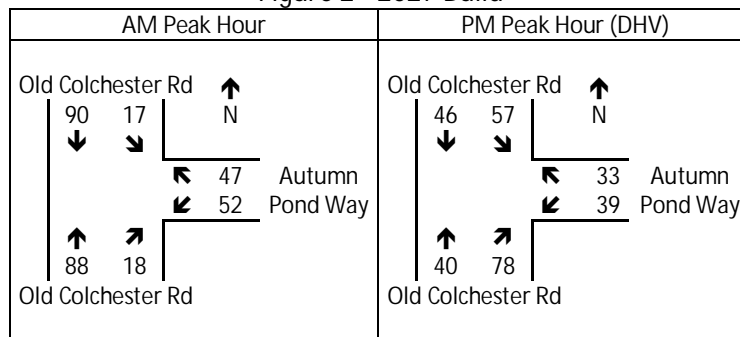 Figure 2 - Build
AM Peak Hour PM Peak Hour (DHV)
Old Colchester Rd
90 17 N
47 Autumn
52 Pond Way
88 18
Old Colchester Rd
Old Colchester Rd
46 57 N
33 Autumn
39 Pond Way
40 78
Old Colchester Rd